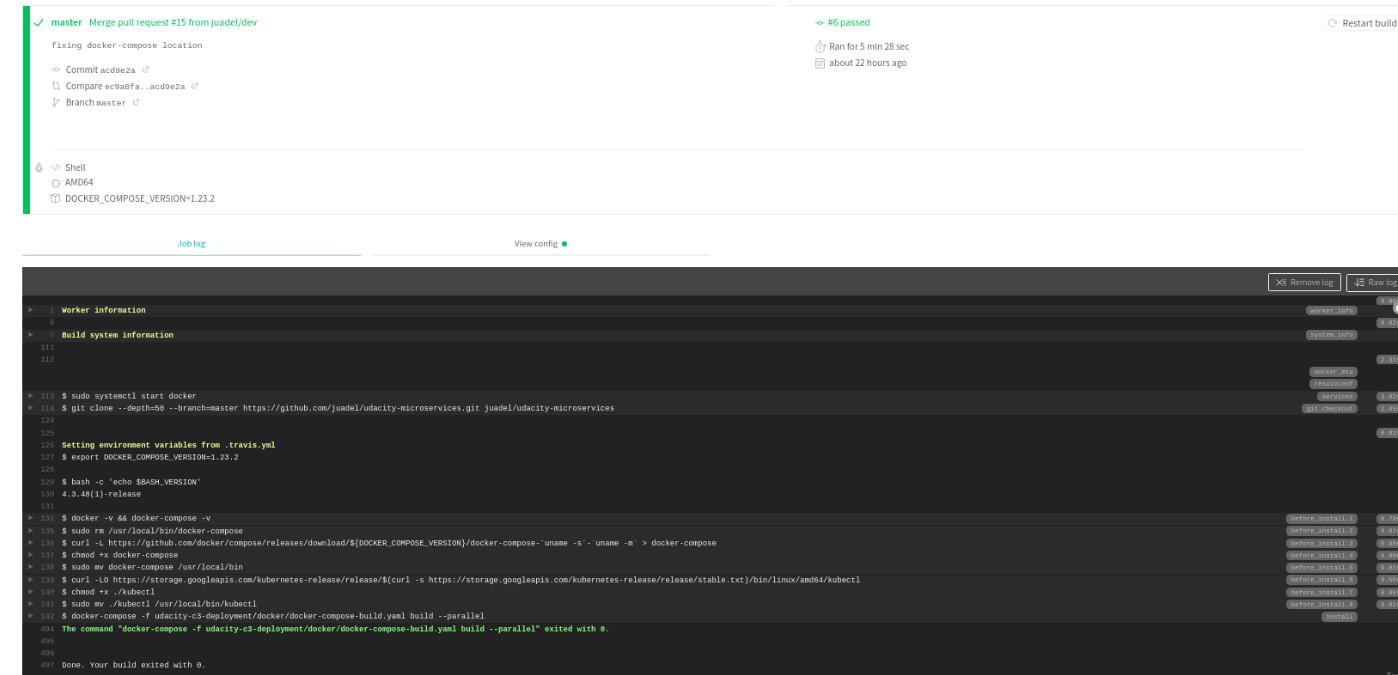 master Merge pull request #15 from juadel/dev
#6 passed
Restart build
fixing docker-compose location
Ran for 5 min 28 sec
about 22 hours ago
Commit acd9e2a
Compare ec9a0fa..acd9e2a
Branch master
</> Shell
AMD64
DOCKER_COMPOSE_VERSION=1.23.2
Job log
View config
Remove log
Raw log
1 Worker information worker_info
6
7 Build system information system_info
111
112
docker_mtu
resolvconf
113 $ sudo systemctl start docker services
114 $ git clone --depth=50 --branch=master https://github.com/juadel/udacity-microservices.git juadel/udacity-microservices git.checkout
124
125
126 Setting environment variables from .travis.yml
127 $ export DOCKER_COMPOSE_VERSION=1.23.2
128
129 $ bash -c 'echo $BASH_VERSION'
130 4.3.48(1)-release
131
132 $ docker -v && docker-compose -v before_install.1
135 $ sudo rm /usr/local/bin/docker-compose before_install.2
136 $ curl -L https://github.com/docker/compose/releases/download/${DOCKER_COMPOSE_VERSION}/docker-compose-`uname -s`-`uname -m` > docker-compose before_install.3
137 $ chmod +x docker-compose before_install.4
138 $ sudo mv docker-compose /usr/local/bin before_install.5
139 $ curl -LO https://storage.googleapis.com/kubernetes-release/release/$(curl -s https://storage.googleapis.com/kubernetes-release/release/stable.txt)/bin/linux/amd64/kubectl before_install.6
140 $ chmod +x ./kubectl before_install.7
141 $ sudo mv ./kubectl /usr/local/bin/kubectl before_install.8
142 $ docker-compose -f udacity-c3-deployment/docker/docker-compose-build.yaml build --parallel install
494 The command "docker-compose -f udacity-c3-deployment/docker/docker-compose-build.yaml build --parallel" exited with 0.
495
496
497 Done. Your build exited with 0.